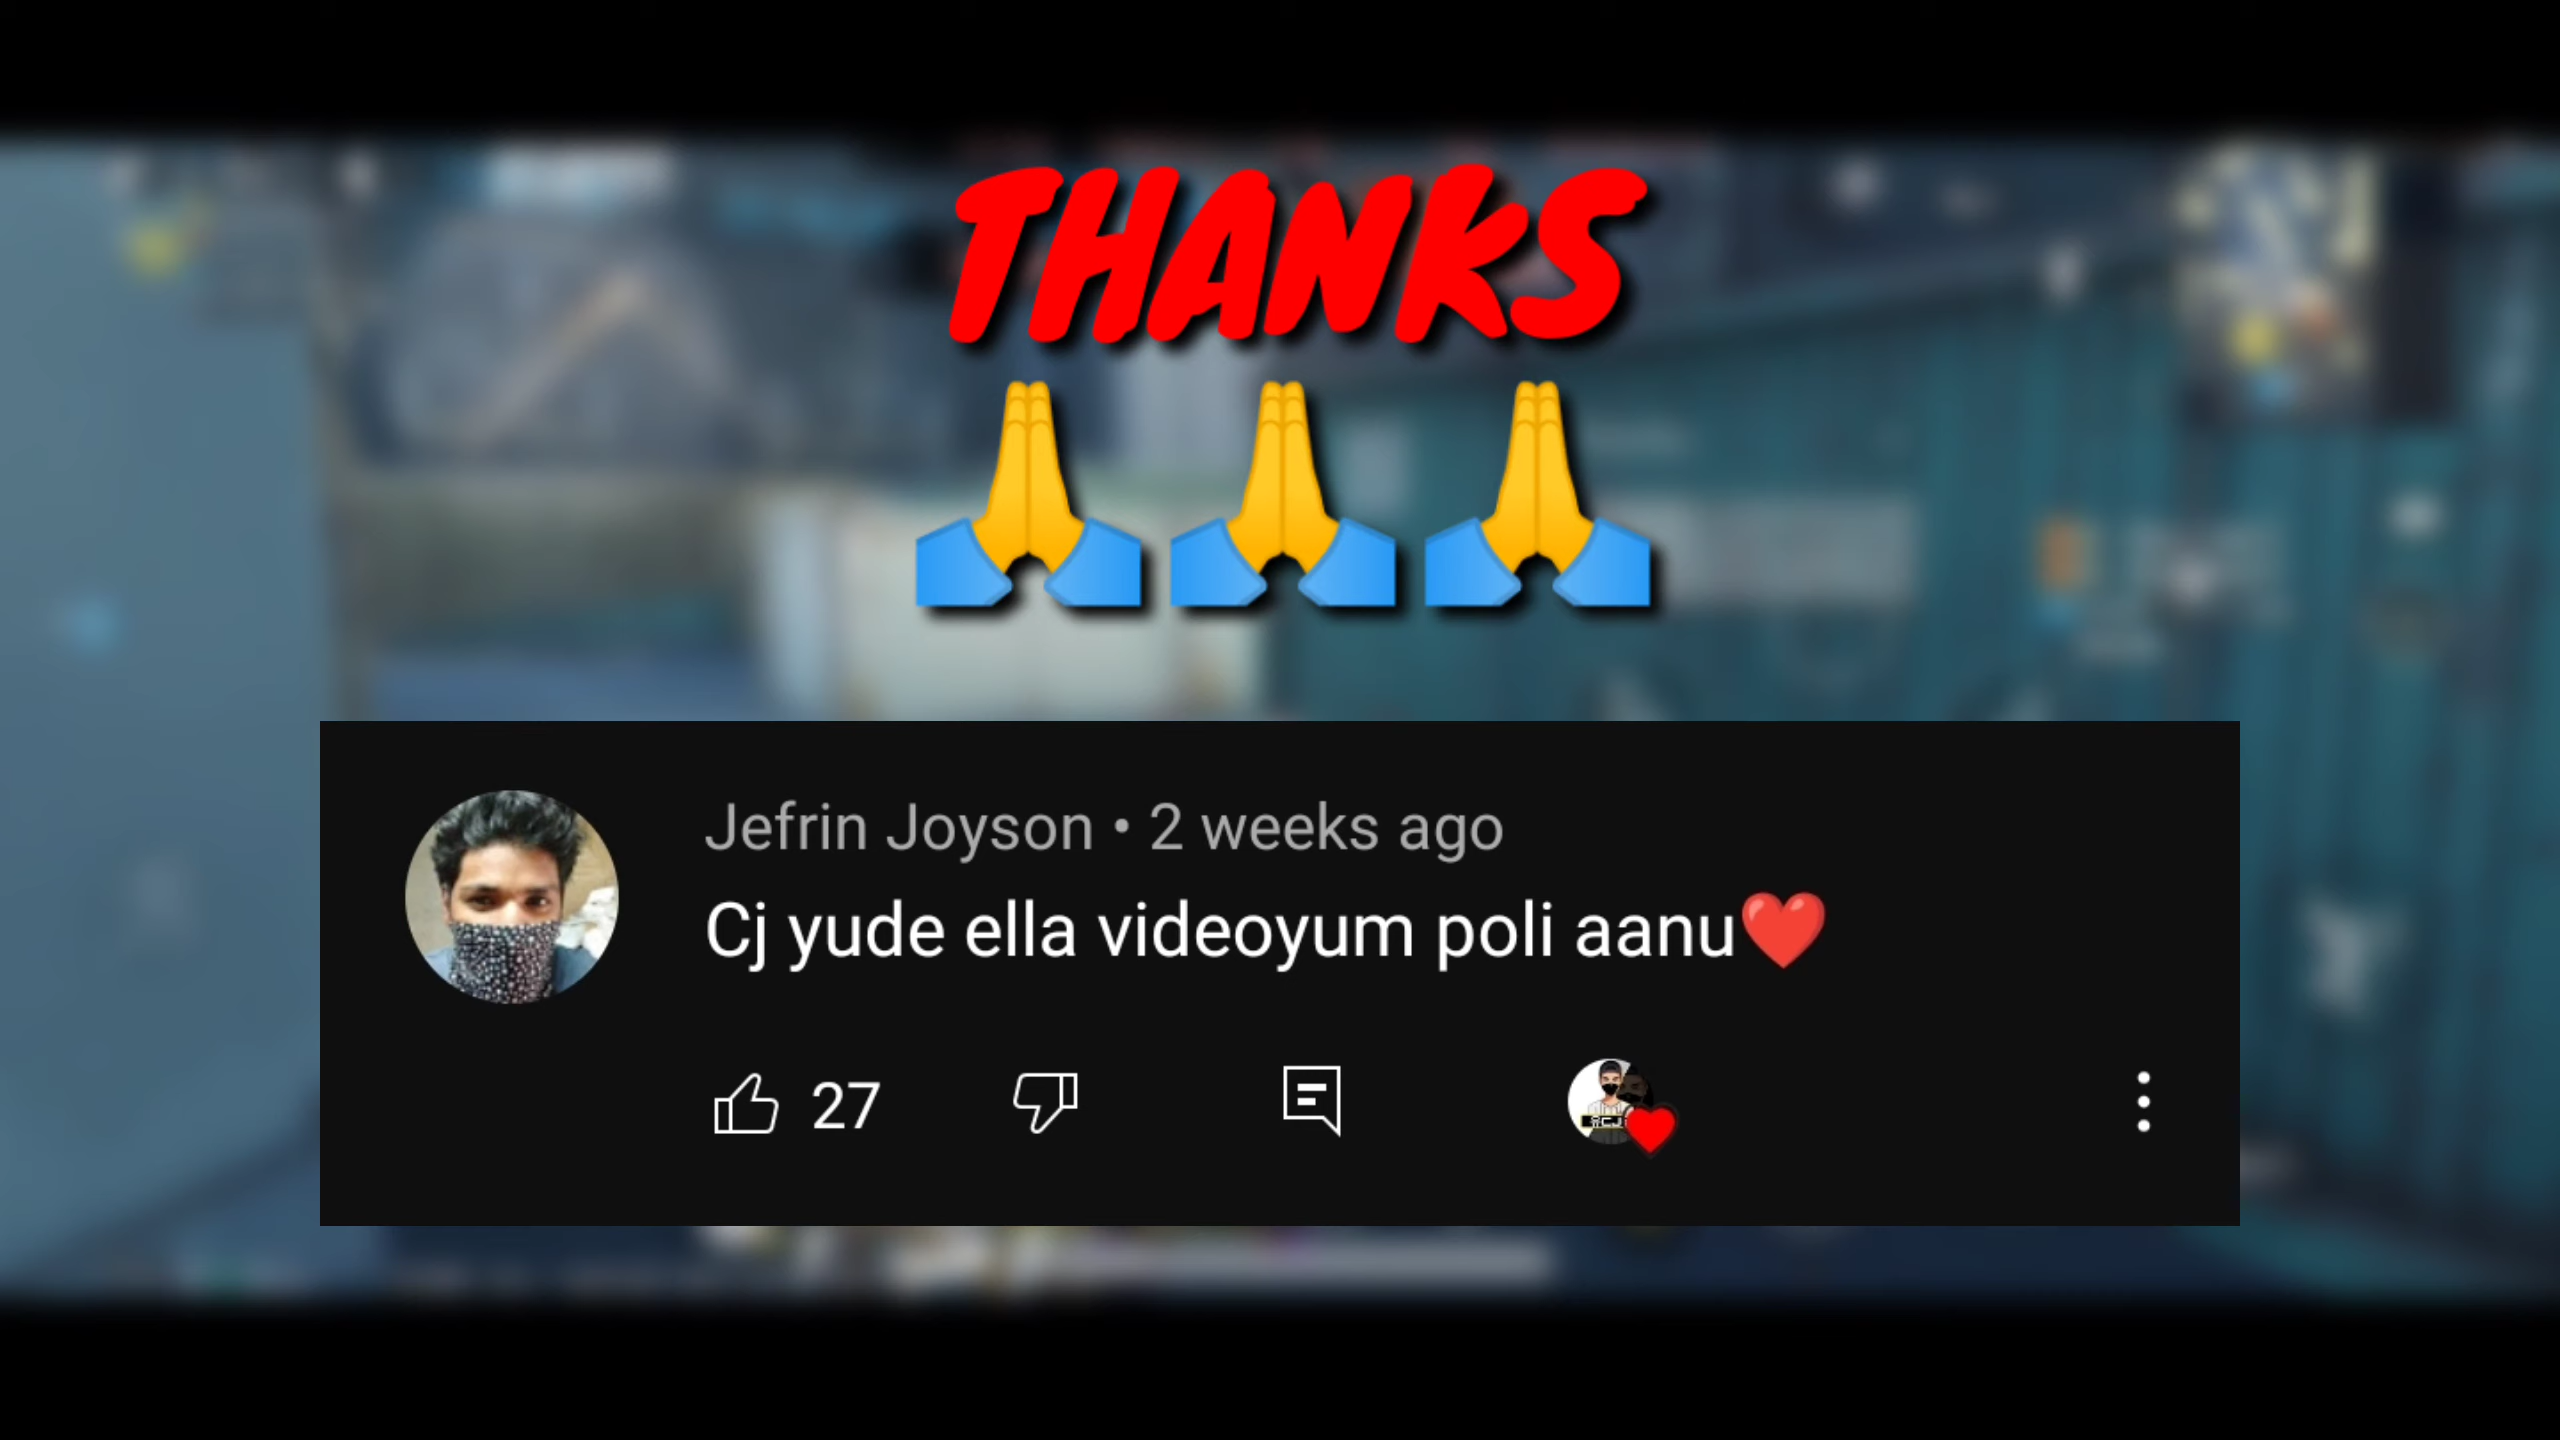 THANKS
🙏🙏🙏
Jefrin Joyson • 2 weeks ago
Cj yude ella videoyum poli aanu❤️
27